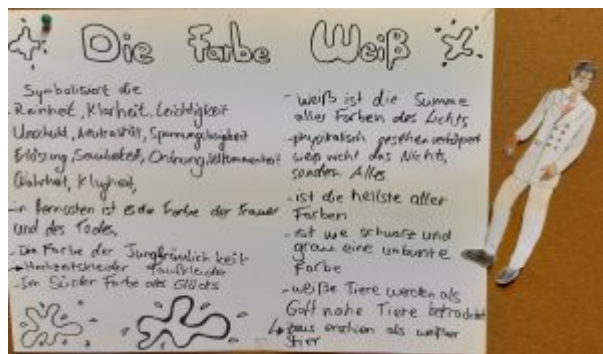 Die Farbe Weiß
Symbolisiert die
Reinheit, Klarheit, Leichtigkeit
Unschuld, Neutralität,
Erlösung, Sauberkeit, Ordnung, Vollkommenheit
Wahrheit, Klugheit,
- in Fernosten ist es die Farbe der Trauer
und des Todes,
- Die Farbe der Jungfräulichkeit
→ Hochzeitskleider Taufkleider
- Im Farbe des Glücks
- weiß ist die Summe
aller Farben des Lichts
- physikalisch gesehen verkörpert
weiß nicht das Nichts,
sondern Alles
- ist die hellste aller
Farben
- ist wie schwarz und
grau eine unbunte
Farbe
- weiße Tiere werden als
Gott nahe Tiere betrachtet
↳ Zeus erschien als weißer
Stier